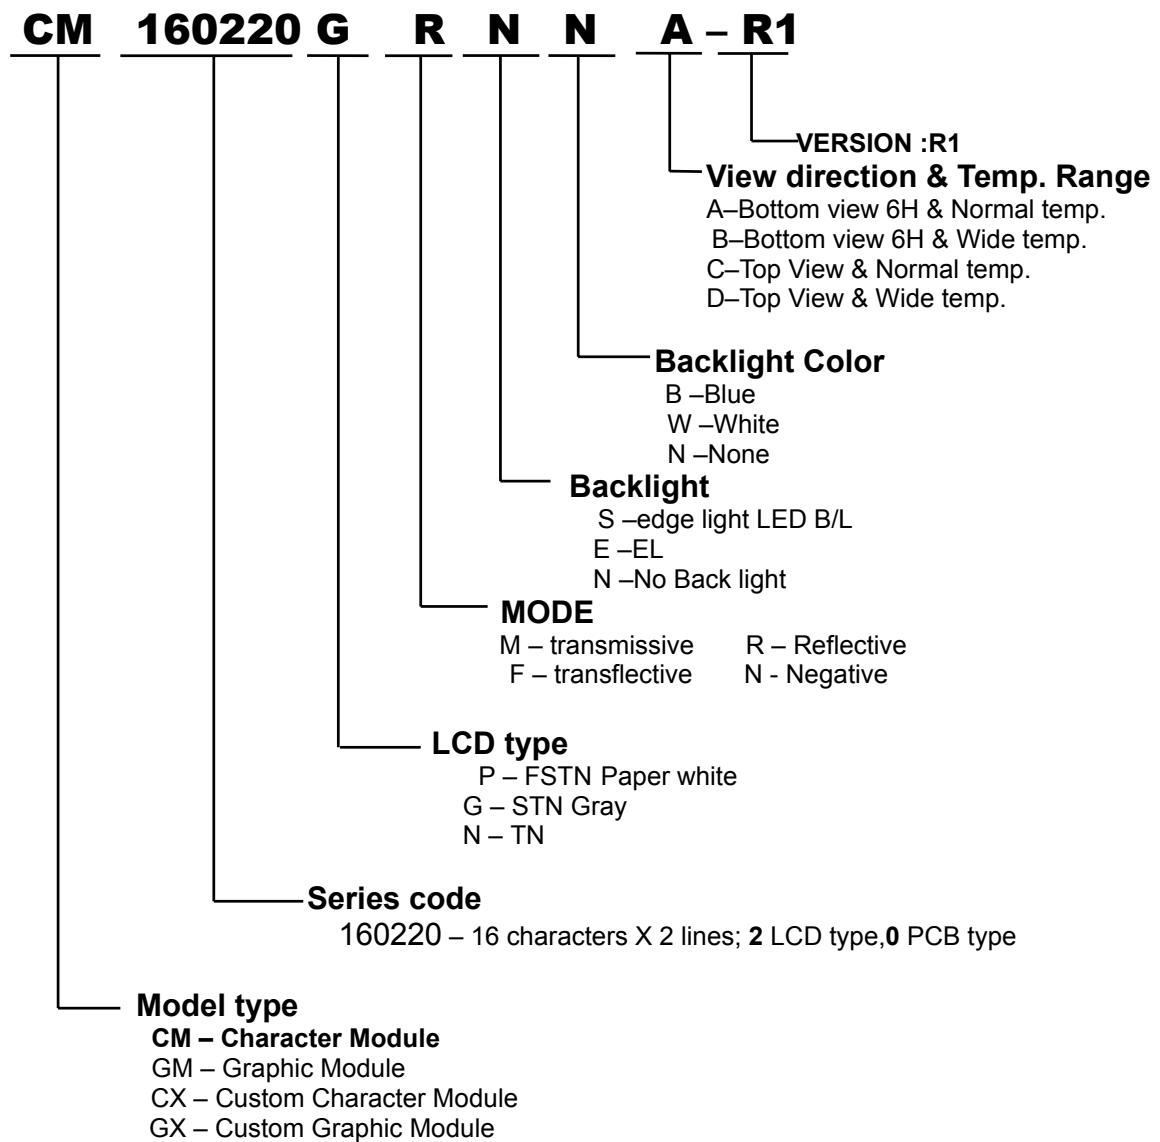 CM 160220 G R N N A – R1
VERSION :R1
View direction & Temp. Range
A–Bottom view 6H & Normal temp.
B–Bottom view 6H & Wide temp.
C–Top View & Normal temp.
D–Top View & Wide temp.
Backlight Color
B –Blue
W –White
N –None
Backlight
S –edge light LED B/L
E –EL
N –No Back light
MODE
M – transmissive R – Reflective
F – transflective N - Negative
LCD type
P – FSTN Paper white
G – STN Gray
N – TN
Series code
160220 – 16 characters X 2 lines; 2 LCD type,0 PCB type
Model type
CM – Character Module
GM – Graphic Module
CX – Custom Character Module
GX – Custom Graphic Module